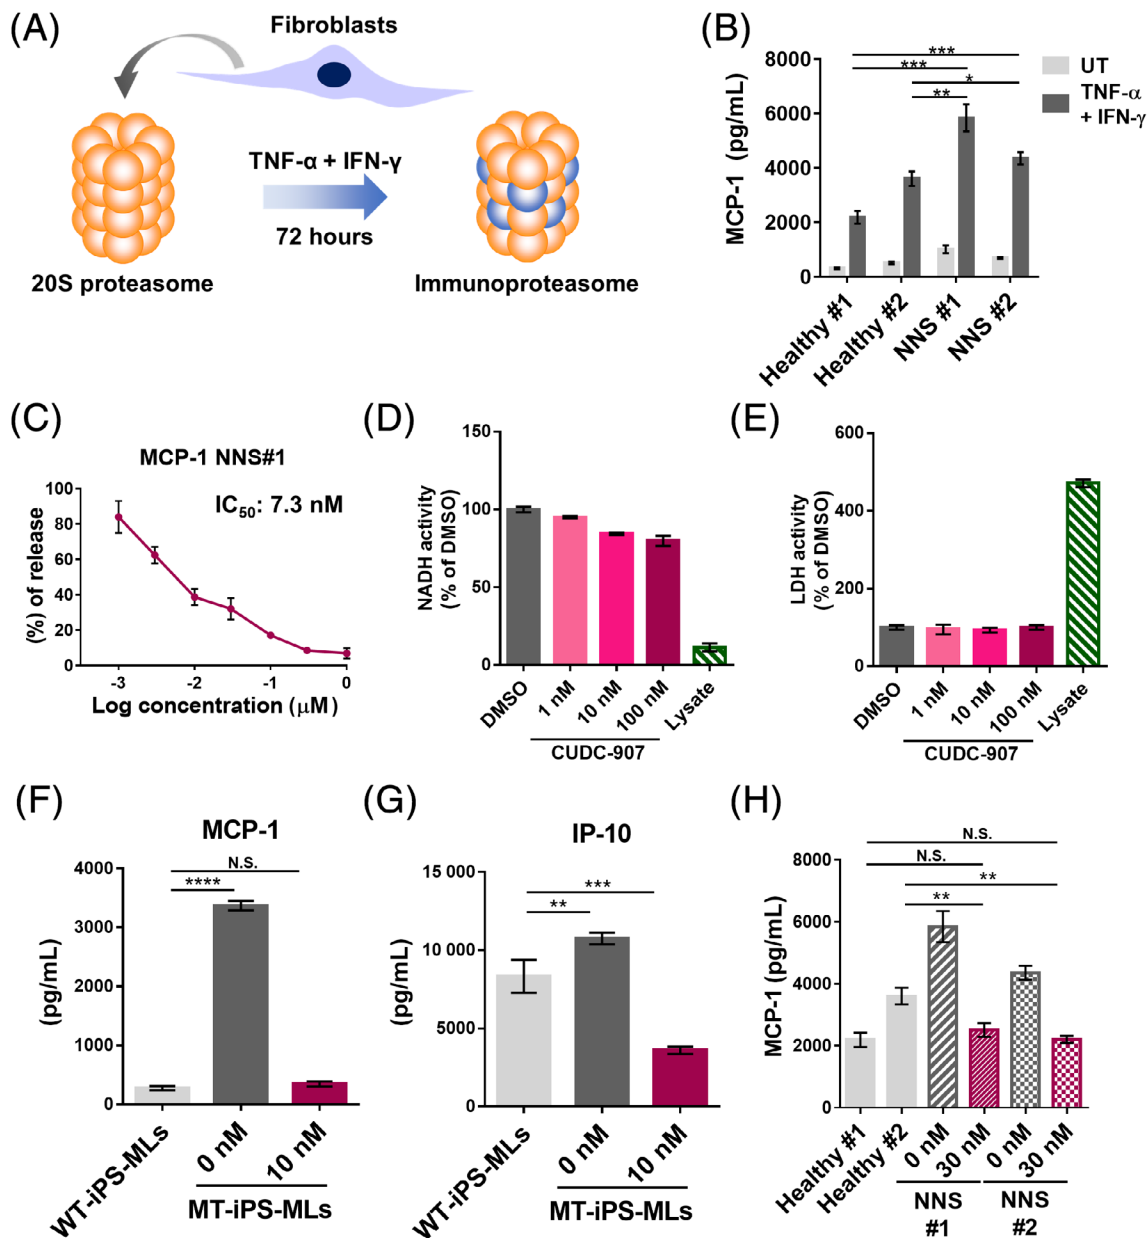 (A)
Fibroblasts
TNF-α + IFN-γ
72 hours
20S proteasome
Immunoproteasome
(B)
MCP-1 (pg/mL)
8000
6000
4000
2000
0
***
***
*
**
UT
TNF-α
+ IFN-γ
Healthy #1
Healthy #2
NNS #1
NNS #2
(C)
MCP-1 NNS#1
IC50: 7.3 nM
(%) of release
100
80
60
40
20
0
-3
-2
-1
0
Log concentration (μM)
(D)
NADH activity
(% of DMSO)
150
100
50
0
DMSO
1 nM
10 nM
100 nM
Lysate
CUDC-907
(E)
LDH activity
(% of DMSO)
600
400
200
0
DMSO
1 nM
10 nM
100 nM
Lysate
CUDC-907
(F)
MCP-1
(pg/mL)
4000
3000
2000
1000
0
N.S.
****
WT-iPS-MLs
0 nM
10 nM
MT-iPS-MLs
(G)
IP-10
(pg/mL)
15 000
10 000
5000
0
***
**
WT-iPS-MLs
0 nM
10 nM
MT-iPS-MLs
(H)
MCP-1 (pg/mL)
8000
6000
4000
2000
0
N.S.
N.S.
**
**
Healthy #1
Healthy #2
0 nM
30 nM
0 nM
30 nM
NNS
#1
NNS
#2